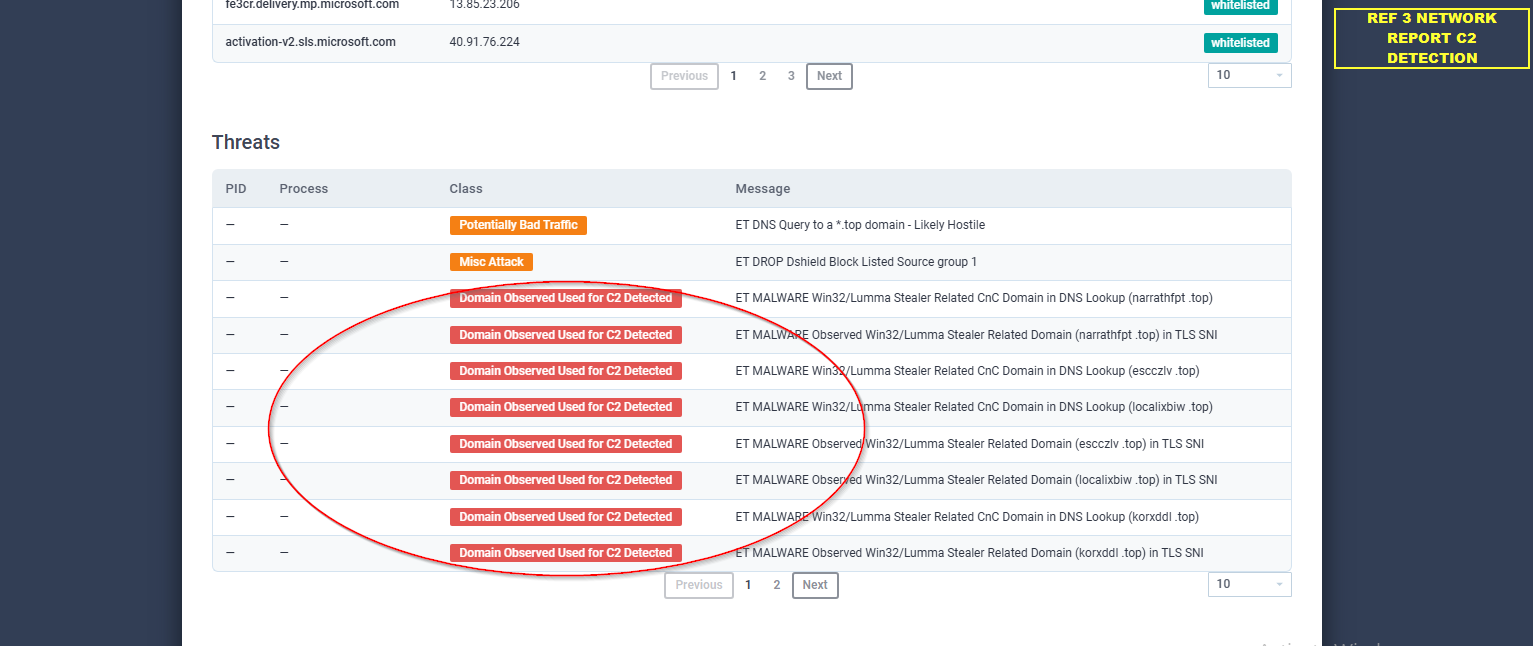 fe3cr.delivery.mp.microsoft.com 13.85.23.206 whitelisted
activation-v2.sls.microsoft.com 40.91.76.224 whitelisted
Previous 1 2 3 Next 10
REF 3 NETWORK
REPORT C2
DETECTION
Threats
PID Process Class Message
– – Potentially Bad Traffic ET DNS Query to a *.top domain - Likely Hostile
– – Misc Attack ET DROP Dshield Block Listed Source group 1
– – Domain Observed Used for C2 Detected ET MALWARE Win32/Lumma Stealer Related CnC Domain in DNS Lookup (narrathfpt .top)
– – Domain Observed Used for C2 Detected ET MALWARE Observed Win32/Lumma Stealer Related Domain (narrathfpt .top) in TLS SNI
– – Domain Observed Used for C2 Detected ET MALWARE Win32/Lumma Stealer Related CnC Domain in DNS Lookup (escczlv .top)
– – Domain Observed Used for C2 Detected ET MALWARE Win32/Lumma Stealer Related CnC Domain in DNS Lookup (localixbiw .top)
– – Domain Observed Used for C2 Detected ET MALWARE Observed Win32/Lumma Stealer Related Domain (escczlv .top) in TLS SNI
– – Domain Observed Used for C2 Detected ET MALWARE Observed Win32/Lumma Stealer Related Domain (localixbiw .top) in TLS SNI
– – Domain Observed Used for C2 Detected ET MALWARE Win32/Lumma Stealer Related CnC Domain in DNS Lookup (korxddl .top)
– – Domain Observed Used for C2 Detected ET MALWARE Observed Win32/Lumma Stealer Related Domain (korxddl .top) in TLS SNI
Previous 1 2 Next 10